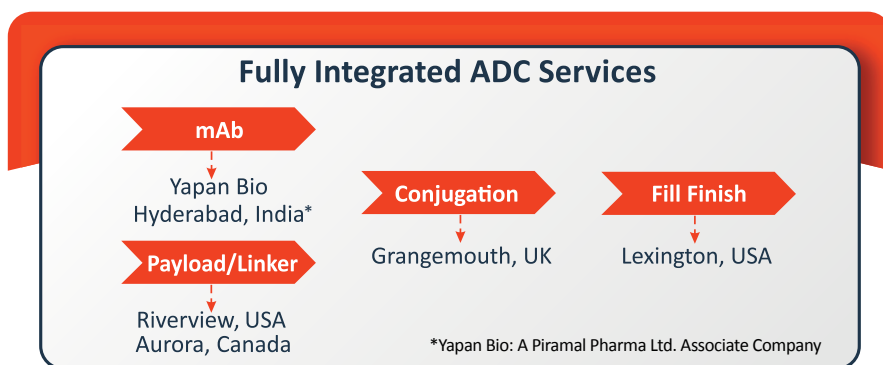 Fully Integrated ADC Services
mAb
Yapan Bio
Hyderabad, India*
Payload/Linker
Riverview, USA
Aurora, Canada
Conjugation
Grangemouth, UK
Fill Finish
Lexington, USA
*Yapan Bio: A Piramal Pharma Ltd. Associate Company